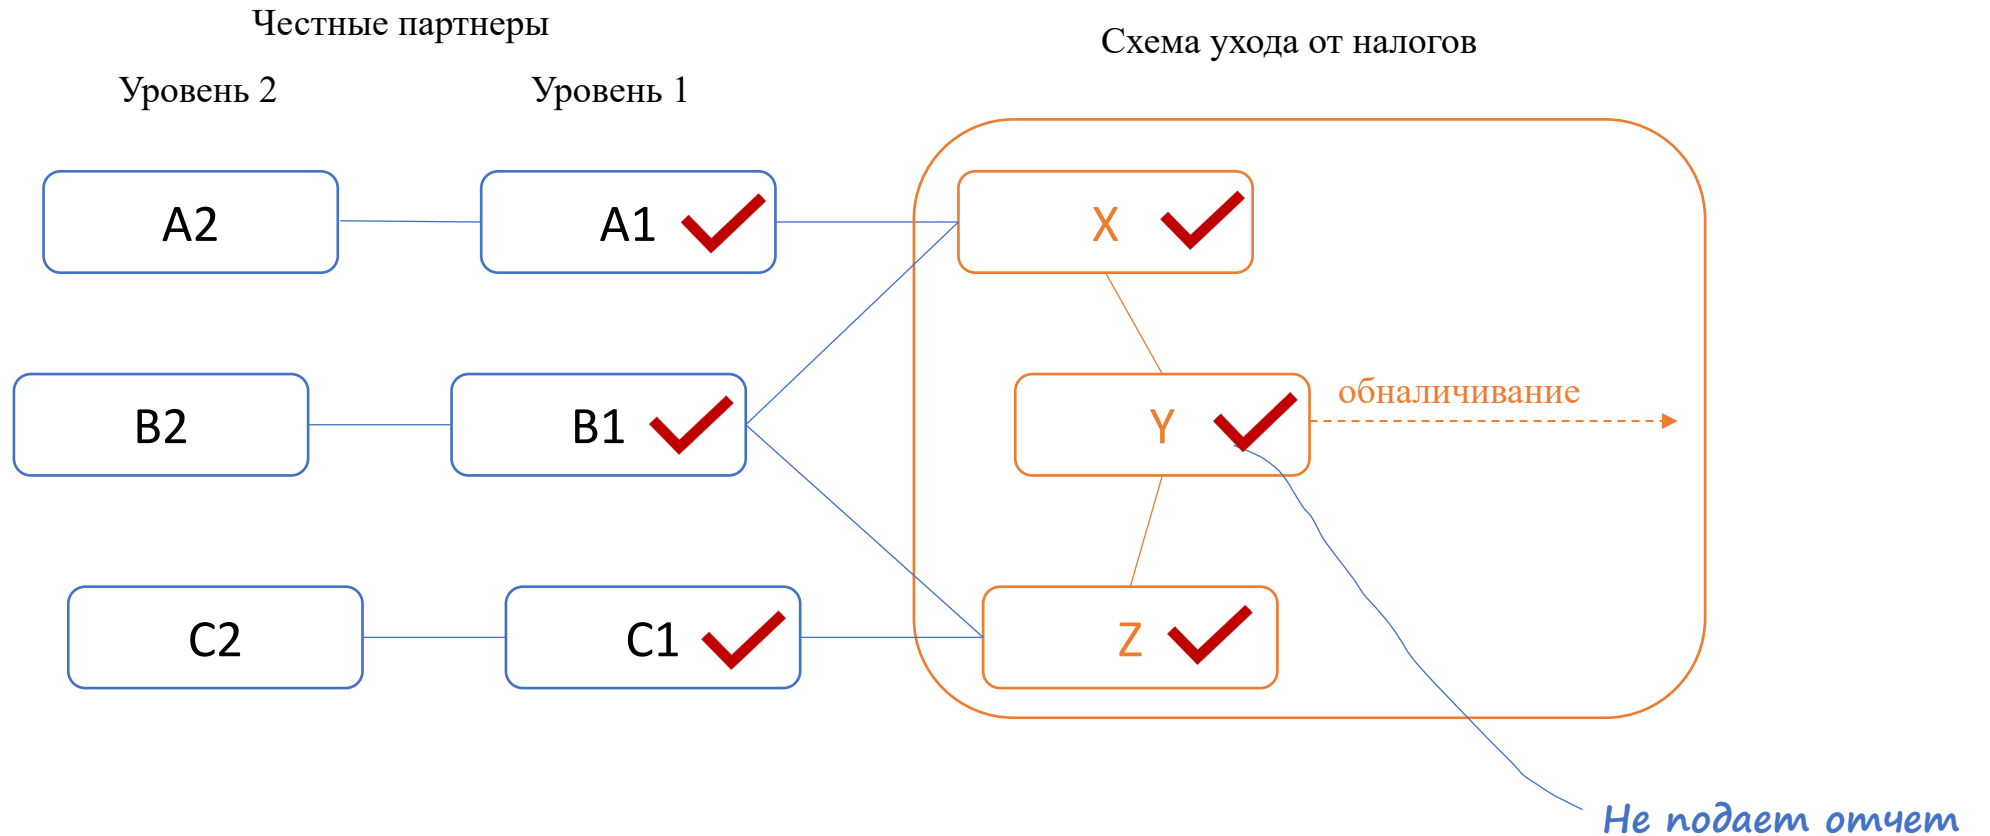 Честные партнеры
Схема ухода от налогов
Уровень 2
Уровень 1
A2
A1
X
B2
B1
Y
обналичивание
C2
C1
Z
Не подает отчет